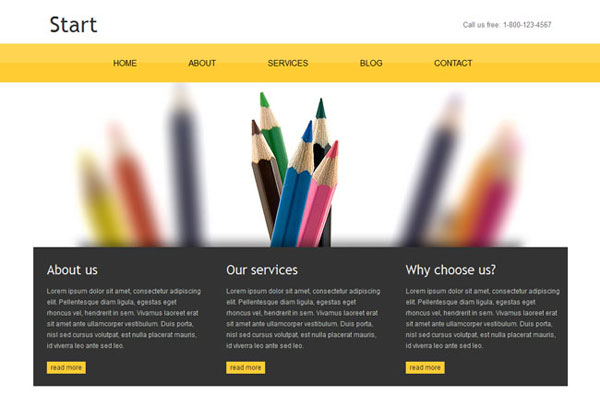 Start
Call us free: 1-800-123-4567
HOME ABOUT SERVICES BLOG CONTACT
About us
Lorem ipsum dolor sit amet, consectetur adipiscing
elit. Pellentesque diam ligula, egestas eget
rhoncus vel, hendrerit in sem. Vivamus laoreet erat
sit amet ante ullamcorper vestibulum. Duis porta,
nisl sed cursus volutpat, est nulla placerat mauris,
id viverra leo ante sed leo.
read more
Our services
Lorem ipsum dolor sit amet, consectetur adipiscing
elit. Pellentesque diam ligula, egestas eget
rhoncus vel, hendrerit in sem. Vivamus laoreet erat
sit amet ante ullamcorper vestibulum. Duis porta,
nisl sed cursus volutpat, est nulla placerat mauris,
id viverra leo ante sed leo.
read more
Why choose us?
Lorem ipsum dolor sit amet, consectetur adipiscing
elit. Pellentesque diam ligula, egestas eget
rhoncus vel, hendrerit in sem. Vivamus laoreet erat
sit amet ante ullamcorper vestibulum. Duis porta,
nisl sed cursus volutpat, est nulla placerat mauris,
id viverra leo ante sed leo.
read more